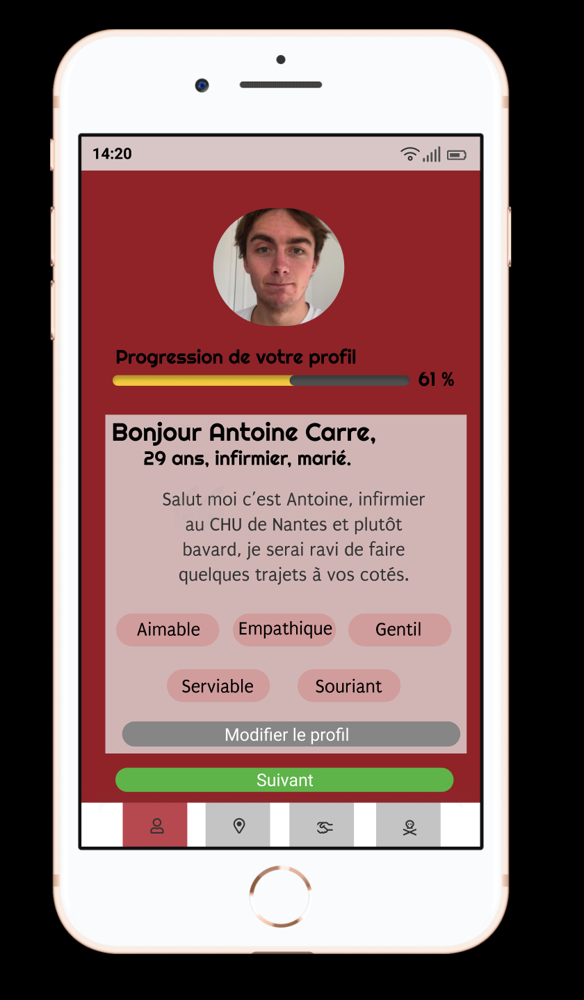 14:20
Progression de votre profil
61 %
Bonjour Antoine Carre,
29 ans, infirmier, marié.
Salut moi c’est Antoine, infirmier
au CHU de Nantes et plutôt
bavard, je serai ravi de faire
quelques trajets à vos cotés.
Aimable Empathique Gentil
Serviable Souriant
Modifier le profil
Suivant